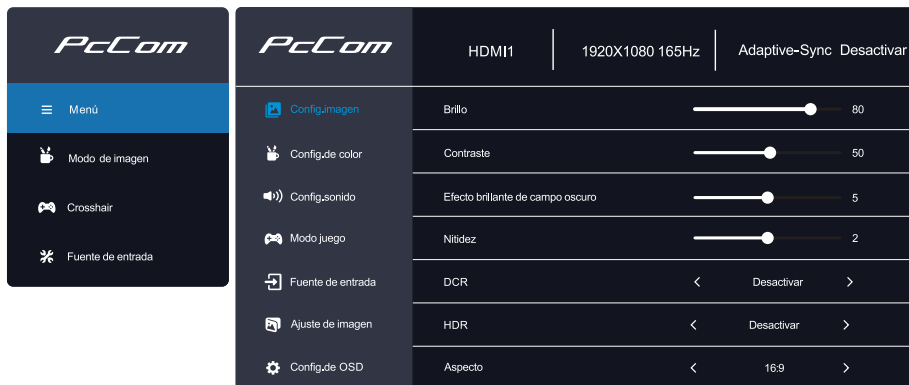 PcCom
Menú
Modo de imagen
Crosshair
Fuente de entrada
PcCom
HDMI1
1920X1080 165Hz
Adaptive-Sync Desactivar
Config.imagen
Config.de color
Config.sonido
Modo juego
Fuente de entrada
Ajuste de imagen
Config.de OSD
Brillo 80
Contraste 50
Efecto brillante de campo oscuro 5
Nitidez 2
DCR < Desactivar >
HDR < Desactivar >
Aspecto < 16:9 >